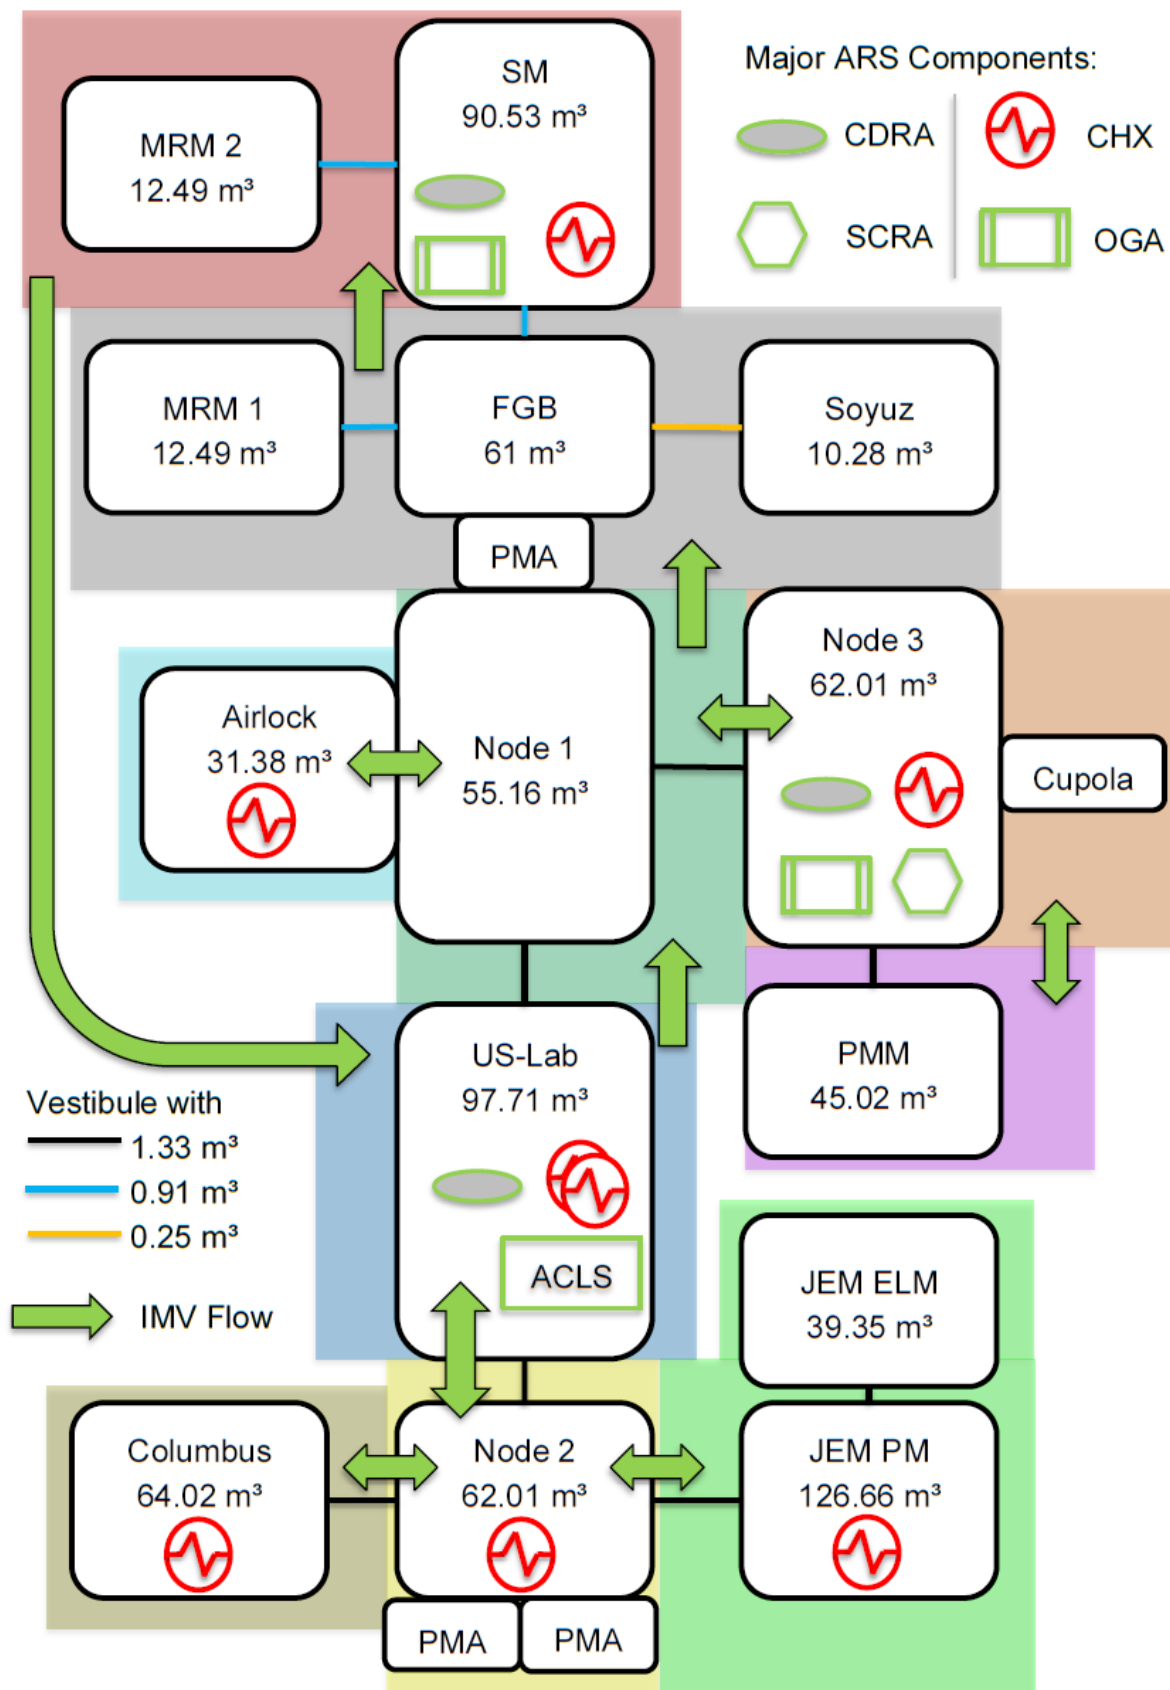 SM
90.53 m³
MRM 2
12.49 m³
Major ARS Components:
CDRA
CHX
SCRA
OGA
MRM 1
12.49 m³
FGB
61 m³
Soyuz
10.28 m³
PMA
Node 3
62.01 m³
Airlock
31.38 m³
Node 1
55.16 m³
Cupola
US-Lab
97.71 m³
PMM
45.02 m³
Vestibule with
1.33 m³
0.91 m³
0.25 m³
IMV Flow
ACLS
JEM ELM
39.35 m³
Columbus
64.02 m³
Node 2
62.01 m³
JEM PM
126.66 m³
PMA
PMA